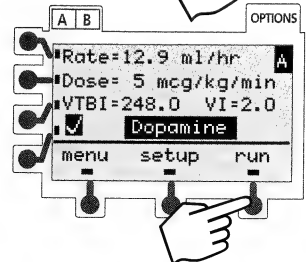 A B
OPTIONS
Rate=12.9 ml/hr A
Dose= 5 mcg/kg/min
VTBI=248.0 VI=2.0
Dopamine
menu setup run